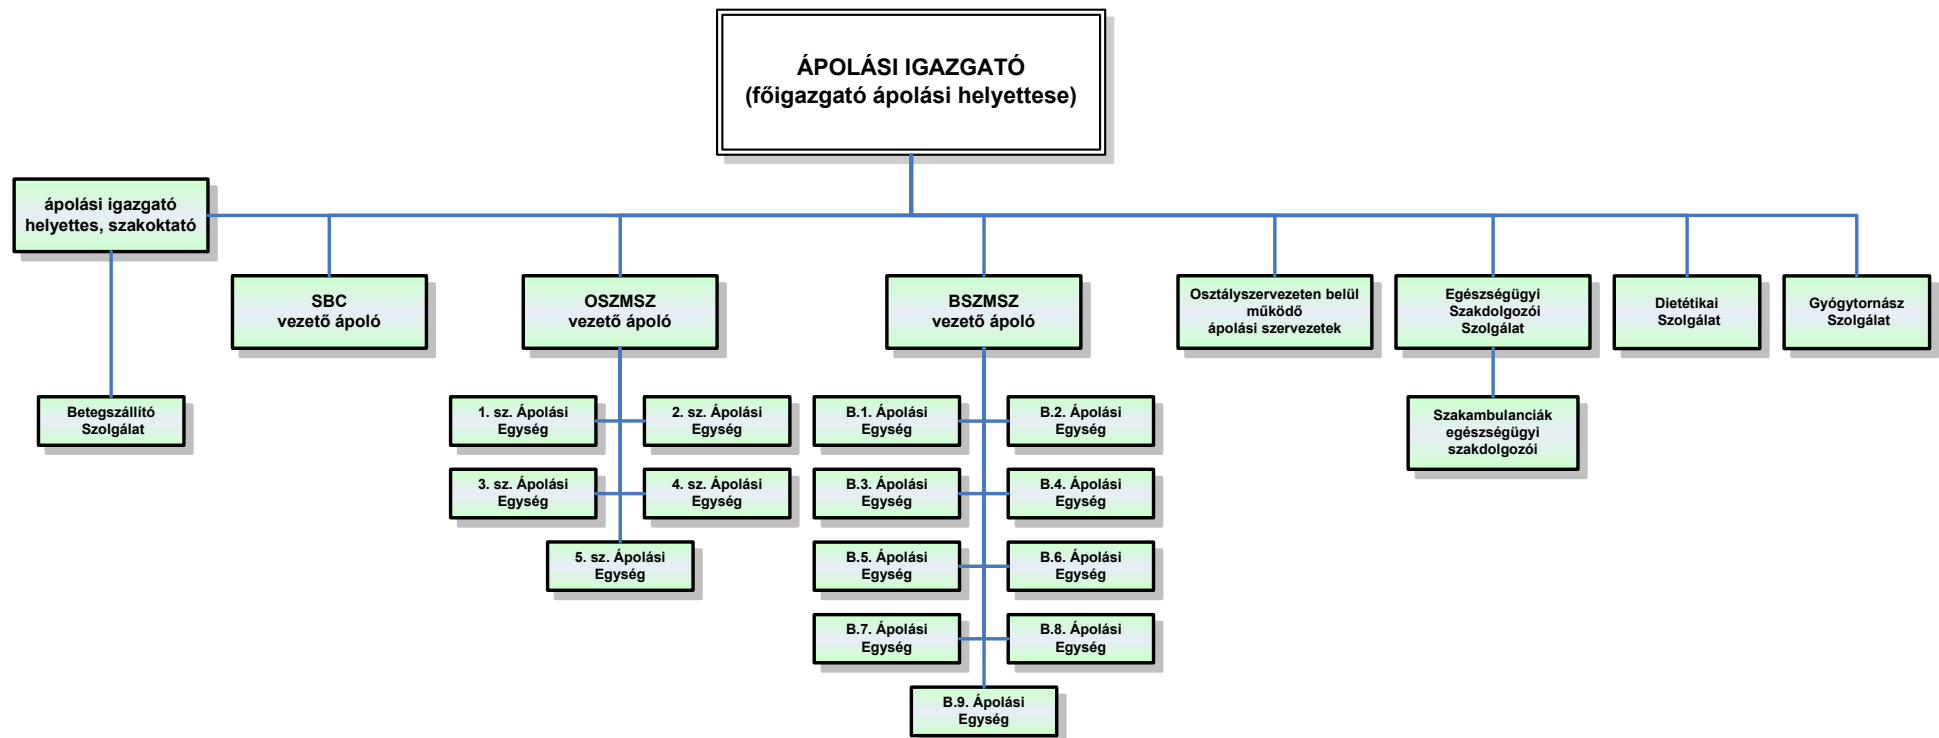 ÁPOLÁSI IGAZGATÓ
(főigazgató ápolási helyettese)
ápolási igazgató
helyettes, szakoktató
SBC
vezető ápoló
OSZMSZ
vezető ápoló
BSZMSZ
vezető ápoló
Osztályszervezeten belül
működő
ápolási szervezetek
Egészségügyi
Szakdolgozói
Szolgálat
Dietétikai
Szolgálat
Gyógytornász
Szolgálat
Betegszállító
Szolgálat
1. sz. Ápolási
Egység
2. sz. Ápolási
Egység
B.1. Ápolási
Egység
B.2. Ápolási
Egység
Szakambulanciák
egészségügyi
szakdolgozói
3. sz. Ápolási
Egység
4. sz. Ápolási
Egység
B.3. Ápolási
Egység
B.4. Ápolási
Egység
5. sz. Ápolási
Egység
B.5. Ápolási
Egység
B.6. Ápolási
Egység
B.7. Ápolási
Egység
B.8. Ápolási
Egység
B.9. Ápolási
Egység